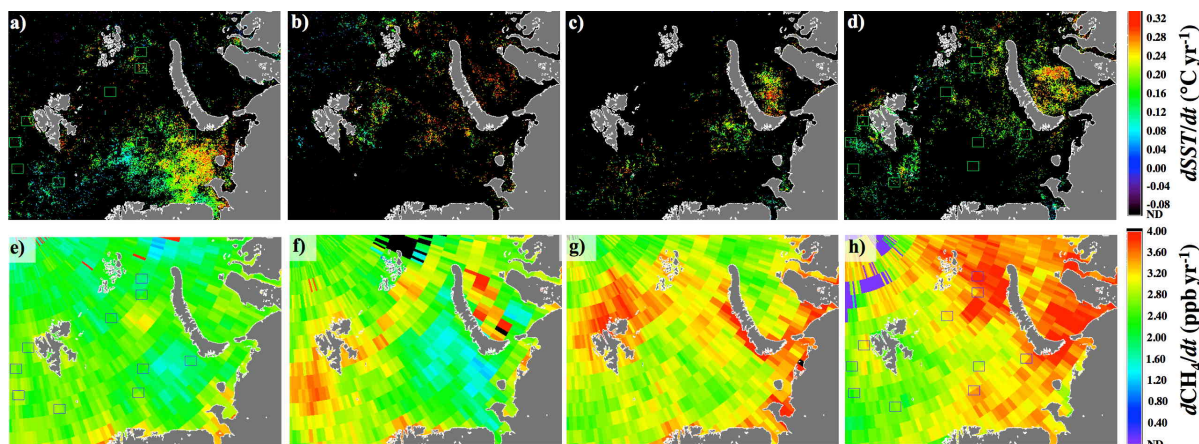 a)
b)
c)
d)
0.32
0.28
0.24
0.20
0.16
0.12
0.08
0.04
0.00
-0.04
-0.08
ND
dSST/dt (°C yr⁻¹)
e)
f)
g)
h)
4.00
3.60
3.20
2.80
2.40
2.00
1.60
1.20
0.80
0.40
ND
dCH₄/dt (ppb yr⁻¹)